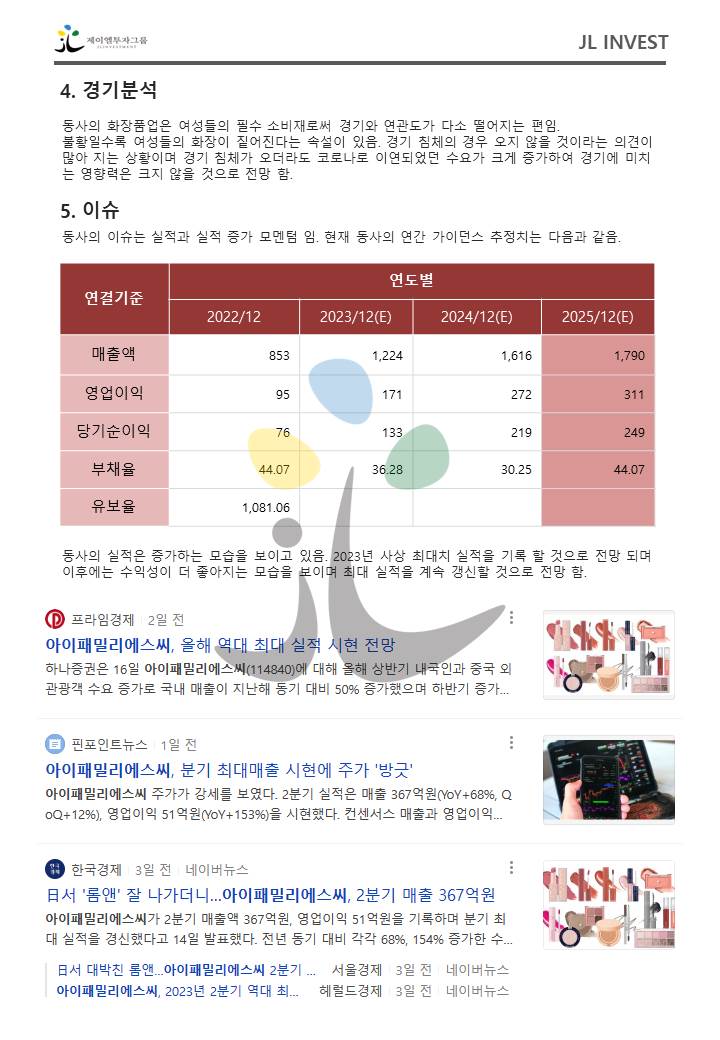 제이엘투자그룹
JLINVESTMENT
JL INVEST
4. 경기분석
동사의 화장품업은 여성들의 필수 소비재로써 경기와 연관도가 다소 떨어지는 편임.
불황일수록 여성들의 화장이 짙어진다는 속설이 있음. 경기 침체의 경우 오지 않을 것이라는 의견이
많아 지는 상황이며 경기 침체가 오더라도 코로나로 이연되었던 수요가 크게 증가하여 경기에 미치
는 영향력은 크지 않을 것으로 전망 함.
5. 이슈
동사의 이슈는 실적과 실적 증가 모멘텀 임. 현재 동사의 연간 가이던스 추정치는 다음과 같음.
연결기준 연도별
2022/12 2023/12(E) 2024/12(E) 2025/12(E)
매출액 853 1,224 1,616 1,790
영업이익 95 171 272 311
당기순이익 76 133 219 249
부채율 44.07 36.28 30.25 44.07
유보율 1,081.06
동사의 실적은 증가하는 모습을 보이고 있음. 2023년 사상 최대치 실적을 기록 할 것으로 전망 되며
이후에는 수익성이 더 좋아지는 모습을 보이며 최대 실적을 계속 갱신할 것으로 전망 함.
프라임경제 2일 전
아이패밀리에스씨, 올해 역대 최대 실적 시현 전망
하나증권은 16일 아이패밀리에스씨(114840)에 대해 올해 상반기 내국인과 중국 외
관광객 수요 증가로 국내 매출이 지난해 동기 대비 50% 증가했으며 하반기 증가...
핀포인트뉴스 1일 전
아이패밀리에스씨, 분기 최대매출 시현에 주가 '방긋'
아이패밀리에스씨 주가가 강세를 보였다. 2분기 실적은 매출 367억원(YoY+68%, Q
oQ+12%), 영업이익 51억원(YoY+153%)을 시현했다. 컨센서스 매출과 영업이익...
한국경제
한국경제 3일 전 네이버뉴스
日서 '롬앤' 잘 나가더니...아이패밀리에스씨, 2분기 매출 367억원
아이패밀리에스씨가 2분기 매출액 367억원, 영업이익 51억원을 기록하며 분기 최
대 실적을 경신했다고 14일 발표했다. 전년 동기 대비 각각 68%, 154% 증가한 수...
日서 대박친 롬앤...아이패밀리에스씨 2분기 ... 서울경제 3일 전 네이버뉴스
아이패밀리에스씨, 2023년 2분기 역대 최... 헤럴드경제 3일 전 네이버뉴스